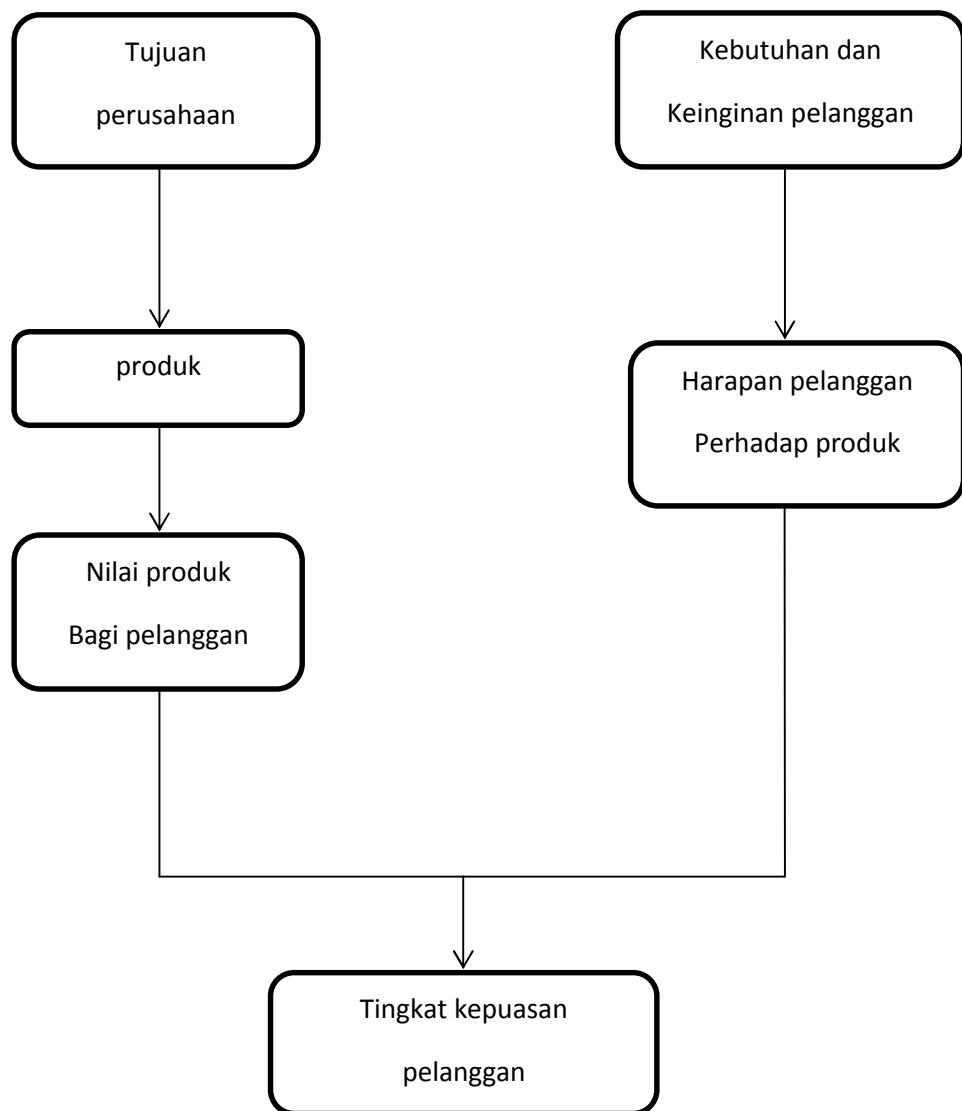 Tujuan
perusahaan
Kebutuhan dan
Keinginan pelanggan
produk
Harapan pelanggan
Perhadap produk
Nilai produk
Bagi pelanggan
Tingkat kepuasan
pelanggan